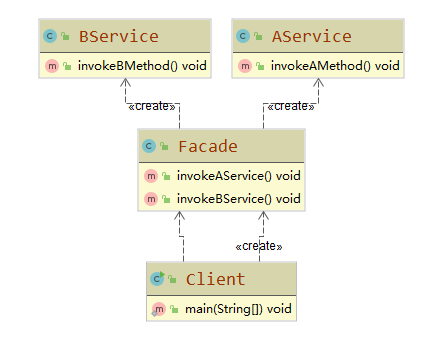 BService
invokeBMethod() void
AService
invokeAMethod() void
«create»
«create»
Facade
invokeAService() void
invokeBService() void
«create»
Client
main(String[]) void